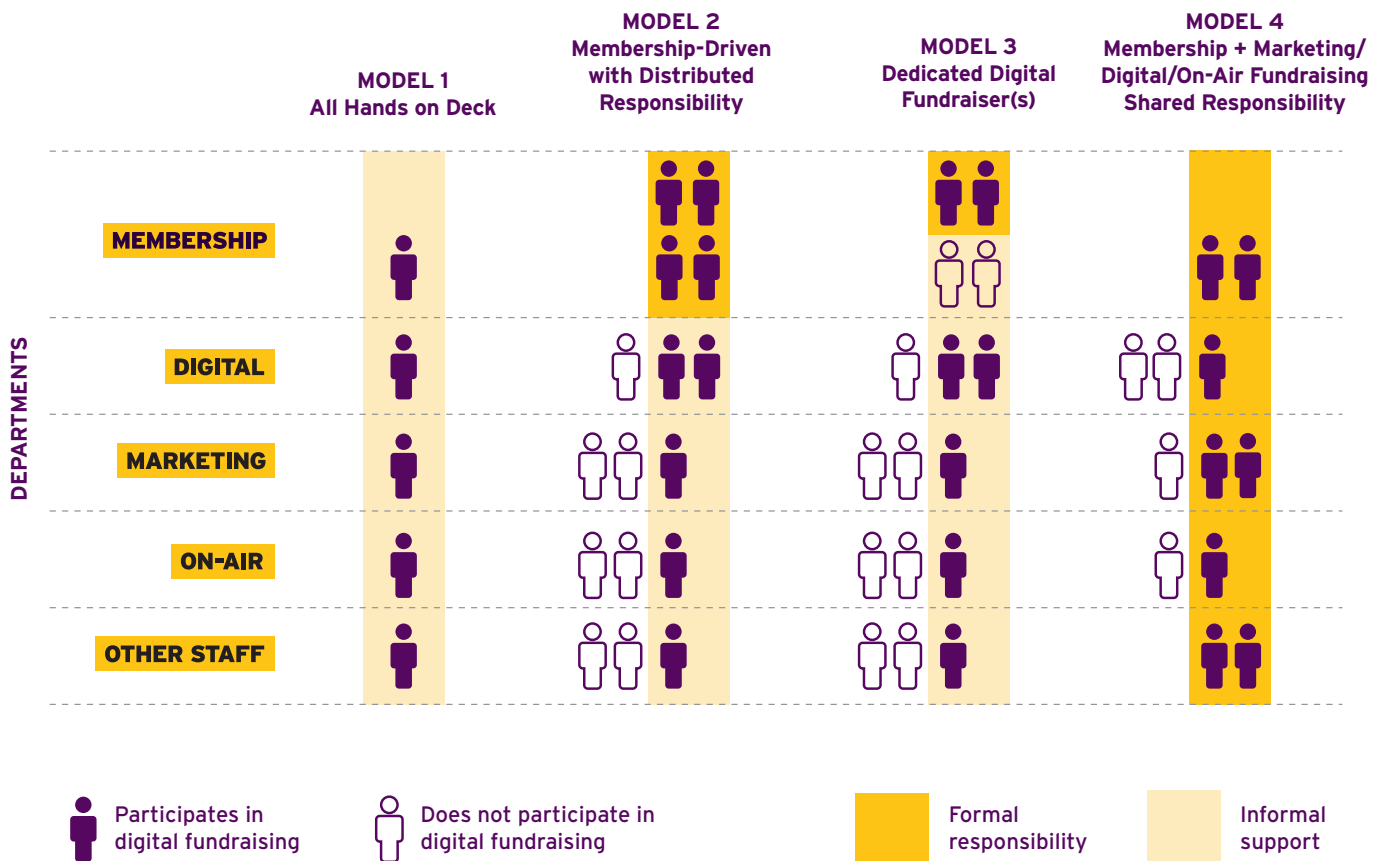 MODEL 1
All Hands on Deck
MODEL 2
Membership-Driven
with Distributed
Responsibility
MODEL 3
Dedicated Digital
Fundraiser(s)
MODEL 4
Membership + Marketing/
Digital/On-Air Fundraising
Shared Responsibility
DEPARTMENTS
MEMBERSHIP
DIGITAL
MARKETING
ON-AIR
OTHER STAFF
Participates in
digital fundraising
Does not participate in
digital fundraising
Formal
responsibility
Informal
support